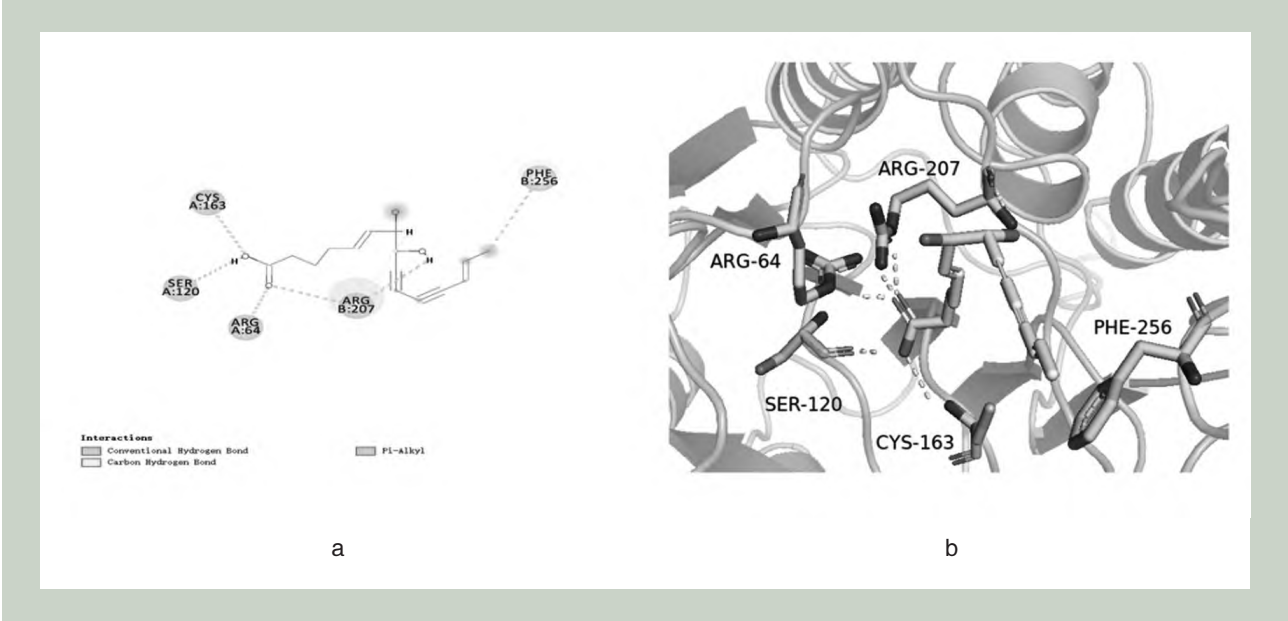 CYS
A:163
H
SER
A:120
ARG
A:64
ARG
B:207
H
H
PHE
B:256
Interactions
Conventional Hydrogen Bond
Carbon Hydrogen Bond
Pi-Alkyl
a
ARG-207
ARG-64
PHE-256
SER-120
CYS-163
b